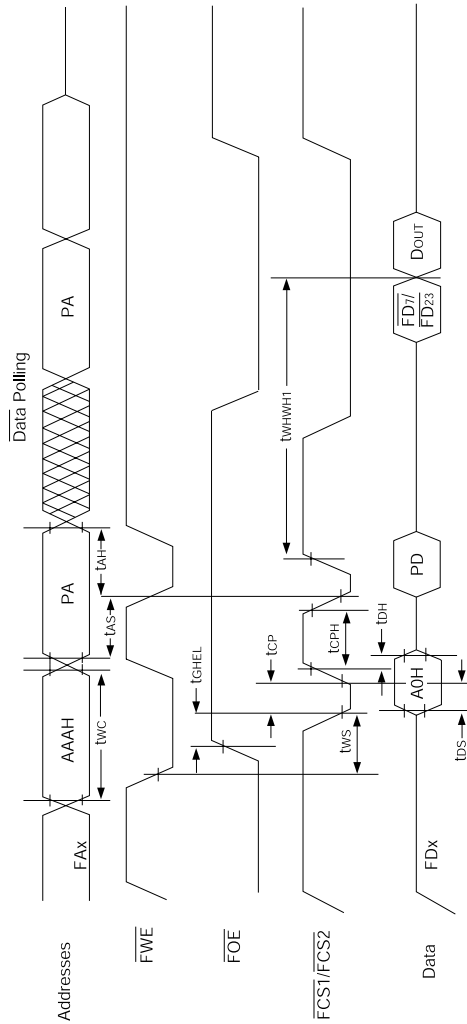 Data Polling
Addresses
FAx
AAAH
PA
PA
tWC
tAS
tAH
FWE
tGHEL
FOE
tWHWH1
tCP
tCPH
tWS
FCS1/FCS2
tDH
Data
FDx
A0H
PD
FD7/
FD23
DOUT
tDS